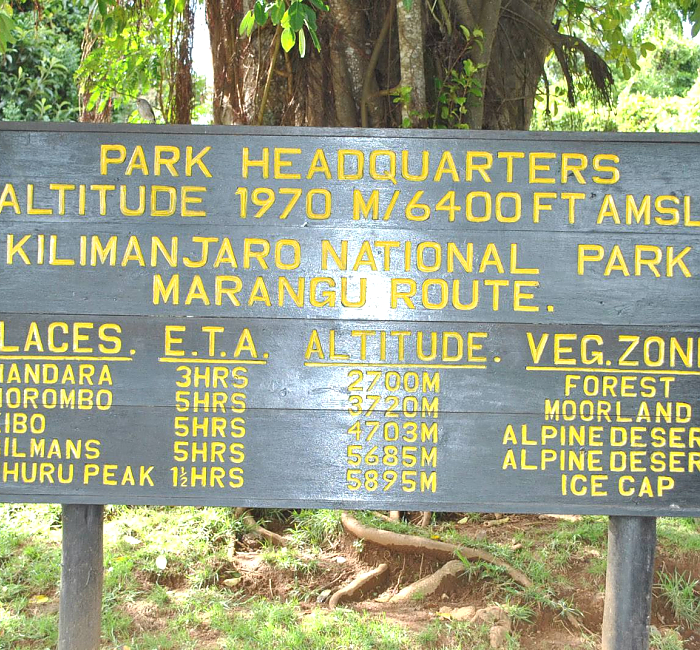 PARK HEADQUARTERS
ALTITUDE 1970 M/6400 FT AMSL
KILIMANJARO NATIONAL PARK
MARANGU ROUTE.
LACES. E.T.A. ALTITUDE. VEG.ZON
ANDARA 3HRS 2700M FOREST
OROMBO 5HRS 3720M MOORLAND
IBO 5HRS 4703M ALPINE DESER
ILMANS 5HRS 5685M ALPINE DESER
HURU PEAK 1½HRS 5895M ICE CAP